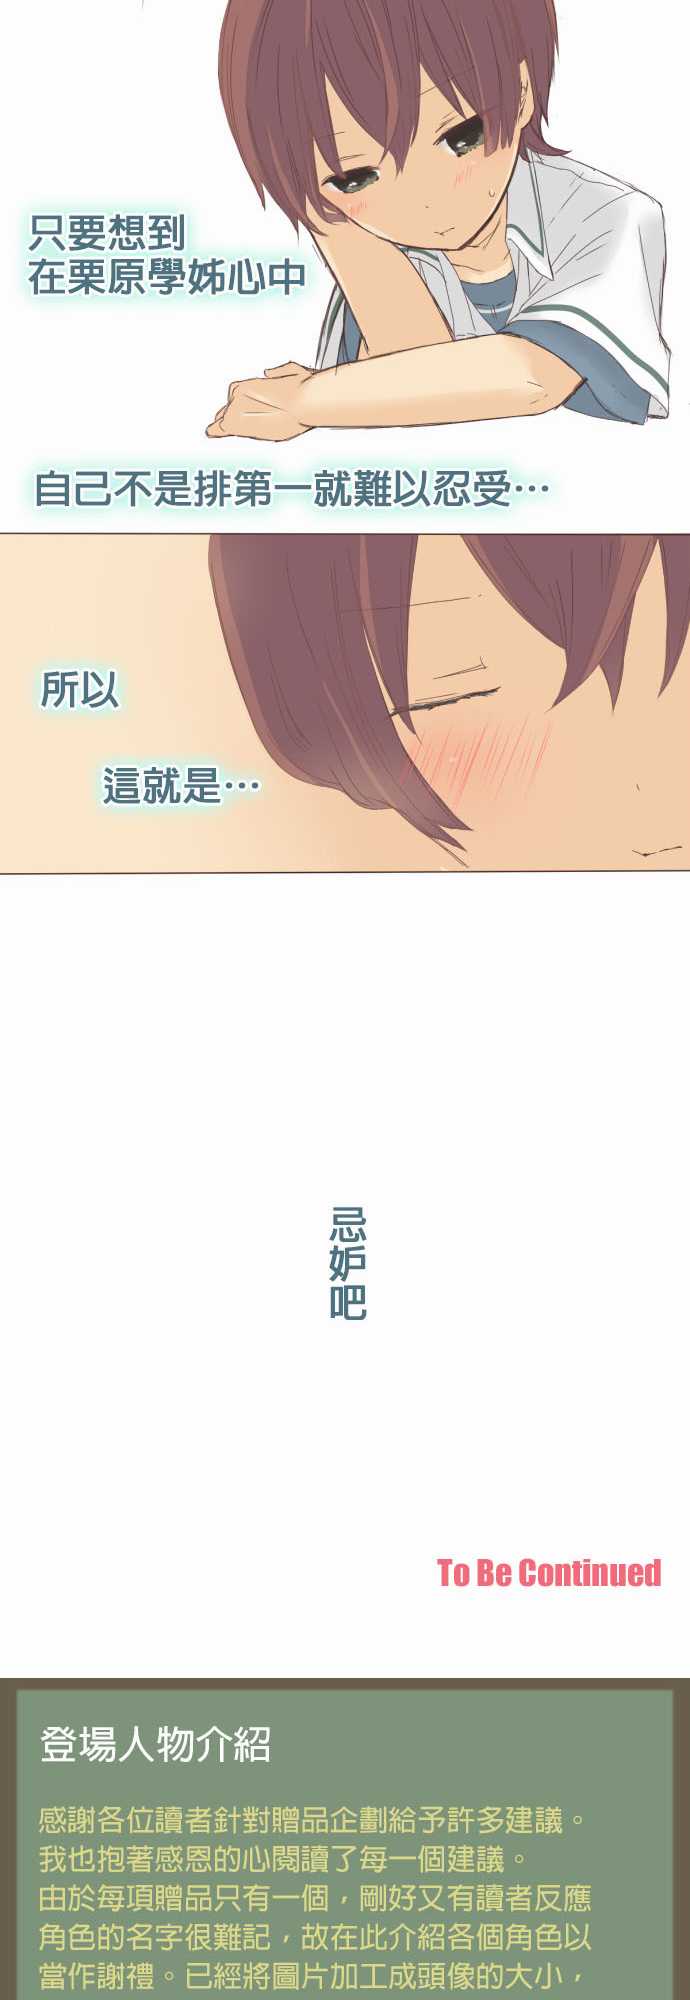 只要想到
在栗原學姊心中
自己不是排第一就難以忍受…
所以
這就是…
忌妒吧
To Be Continued
登場人物介紹
感謝各位讀者針對贈品企劃給予許多建議。
我也抱著感恩的心閱讀了每一個建議。
由於每項贈品只有一個，剛好又有讀者反應
角色的名字很難記，故在此介紹各個角色以
當作謝禮。已經將圖片加工成頭像的大小，